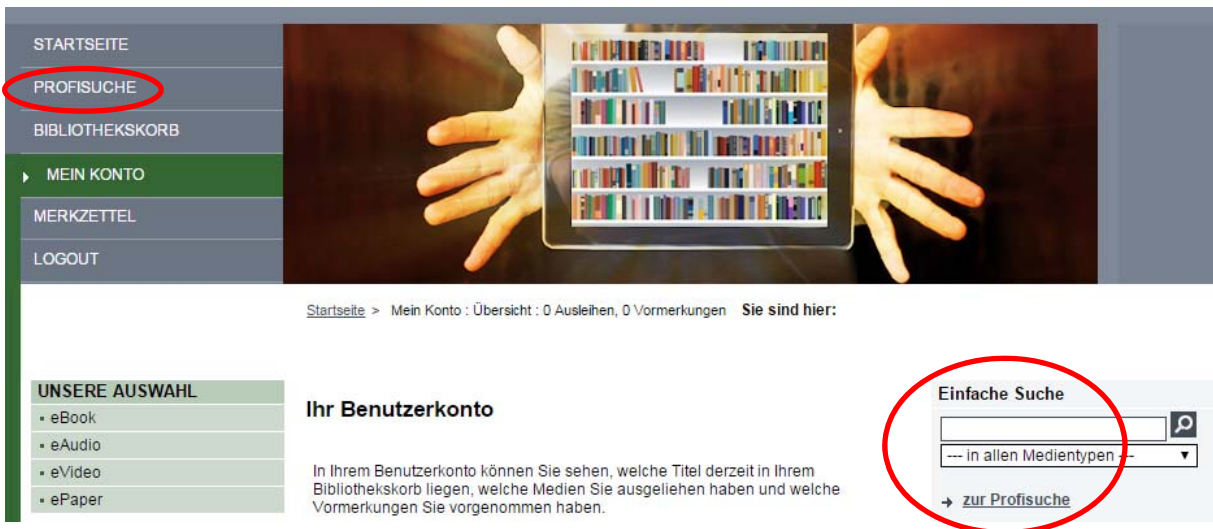 STARTSEITE
PROFISUCHE
BIBLIOTHEKSKORB
MEIN KONTO
MERKZETTEL
LOGOUT
Startseite > Mein Konto : Übersicht : 0 Ausleihen, 0 Vormerkungen Sie sind hier:
UNSERE AUSWAHL
eBook
eAudio
eVideo
ePaper
Ihr Benutzerkonto
In Ihrem Benutzerkonto können Sie sehen, welche Titel derzeit in Ihrem
Bibliothekskorb liegen, welche Medien Sie ausgeliehen haben und welche
Vormerkungen Sie vorgenommen haben.
Einfache Suche
--- in allen Medientypen ---
zur Profisuche